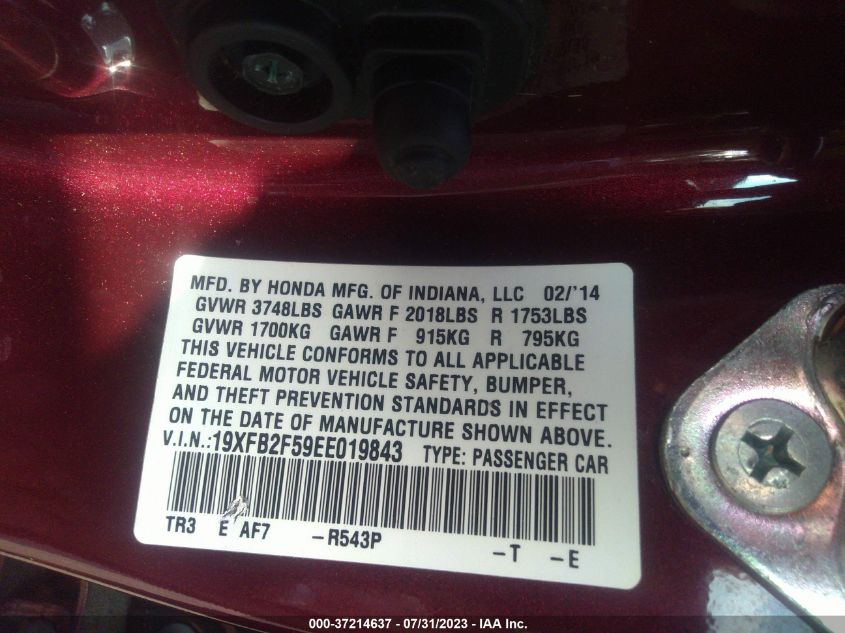 MFD. BY HONDA MFG. OF INDIANA, LLC 02/'14
GVWR 3748LBS GAWR F 2018LBS R 1753LBS
GVWR 1700KG GAWR F 915KG R 795KG
THIS VEHICLE CONFORMS TO ALL APPLICABLE
FEDERAL MOTOR VEHICLE SAFETY, BUMPER,
AND THEFT PREVENTION STANDARDS IN EFFECT
ON THE DATE OF MANUFACTURE SHOWN ABOVE.
V.I.N.:19XFB2F59EE019843 TYPE: PASSENGER CAR
TR3 E AF7 -R543P -T -E
000-37214637 - 07/31/2023 - IAA Inc.